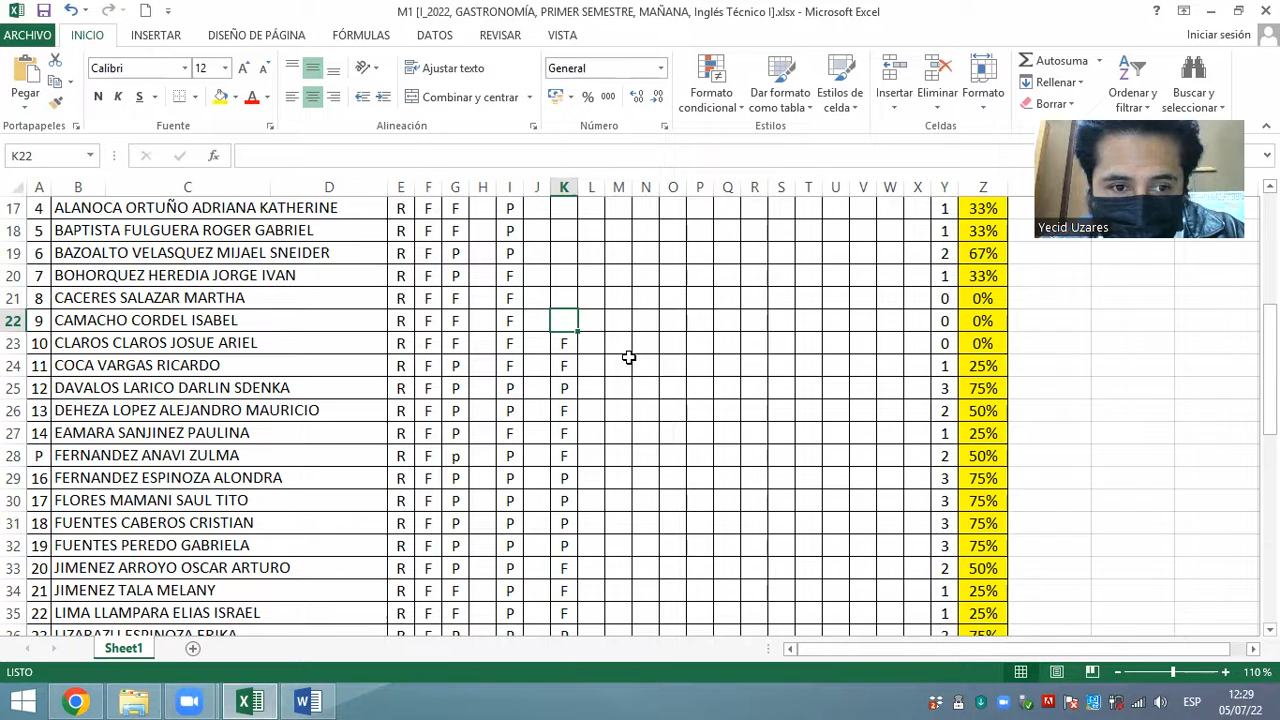 M1 [I_2022, GASTRONOMÍA, PRIMER SEMESTRE, MAÑANA, Inglés Técnico I].xlsx - Microsoft Excel
ARCHIVO INICIO INSERTAR DISEÑO DE PÁGINA FÓRMULAS DATOS REVISAR VISTA Iniciar sesión
Calibri 12 Ajustar texto General Autosuma
Pegar N K S Combinar y centrar % 000 Formato condicional Dar formato como tabla Estilos de celda Insertar Eliminar Formato Rellenar Borrar Ordenar y filtrar Buscar y seleccionar
Portapapeles Fuente Alineación Número Estilos Celdas
K22 fx
Yecid Uzares
A B C D E F G H I J K L M N O P Q R S T U V W X Y Z
17 4 ALANOCA ORTUÑO ADRIANA KATHERINE R F F P 1 33%
18 5 BAPTISTA FULGUERA ROGER GABRIEL R F F P 1 33%
19 6 BAZOALTO VELASQUEZ MIJAEL SNEIDER R F P P 2 67%
20 7 BOHORQUEZ HEREDIA JORGE IVAN R F P F 1 33%
21 8 CACERES SALAZAR MARTHA R F F F 0 0%
22 9 CAMACHO CORDEL ISABEL R F F F 0 0%
23 10 CLAROS CLAROS JOSUE ARIEL R F F F F 0 0%
24 11 COCA VARGAS RICARDO R F P F F 1 25%
25 12 DAVALOS LARICO DARLIN SDENKA R F P P P 3 75%
26 13 DEHEZA LOPEZ ALEJANDRO MAURICIO R F P P F 2 50%
27 14 EAMARA SANJINEZ PAULINA R F P F F 1 25%
28 P FERNANDEZ ANAVI ZULMA R F p P F 2 50%
29 16 FERNANDEZ ESPINOZA ALONDRA R F P P P 3 75%
30 17 FLORES MAMANI SAUL TITO R F P P P 3 75%
31 18 FUENTES CABEROS CRISTIAN R F P P P 3 75%
32 19 FUENTES PEREDO GABRIELA R F P P P 3 75%
33 20 JIMENEZ ARROYO OSCAR ARTURO R F P P F 2 50%
34 21 JIMENEZ TALA MELANY R F F P F 1 25%
35 22 LIMA LLAMPARA ELIAS ISRAEL R F F P F 1 25%
Sheet1
LISTO 110 %
ESP 12:29
05/07/22